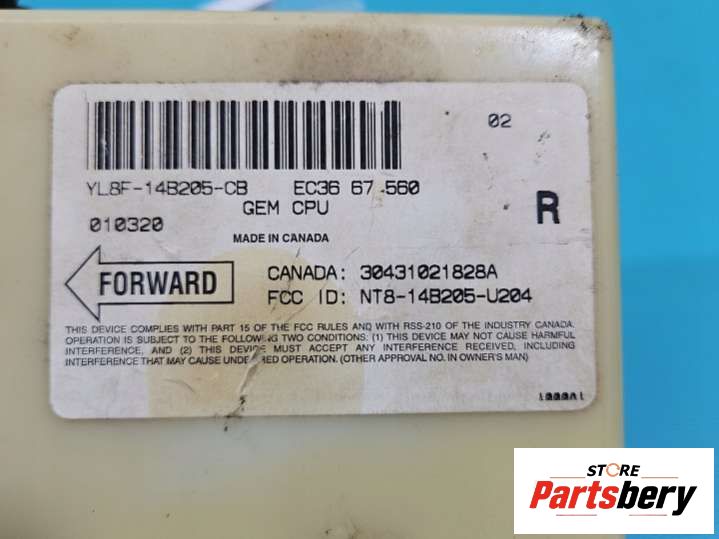 02
YL8F-14B205-CB EC36 67 560
GEM CPU
010320
R
MADE IN CANADA
FORWARD
CANADA: 30431021828A
FCC ID: NT8-14B205-U204
THIS DEVICE COMPLIES WITH PART 15 OF THE FCC RULES AND WITH RSS-210 OF THE INDUSTRY CANADA.
OPERATION IS SUBJECT TO THE FOLLOWING TWO CONDITIONS: (1) THIS DEVICE MAY NOT CAUSE HARMFUL
INTERFERENCE, AND (2) THIS DEVICE MUST ACCEPT ANY INTERFERENCE RECEIVED, INCLUDING
INTERFERENCE THAT MAY CAUSE UNDESIRED OPERATION. (OTHER APPROVAL NO. IN OWNER'S MAN)
STORE
Partsbery